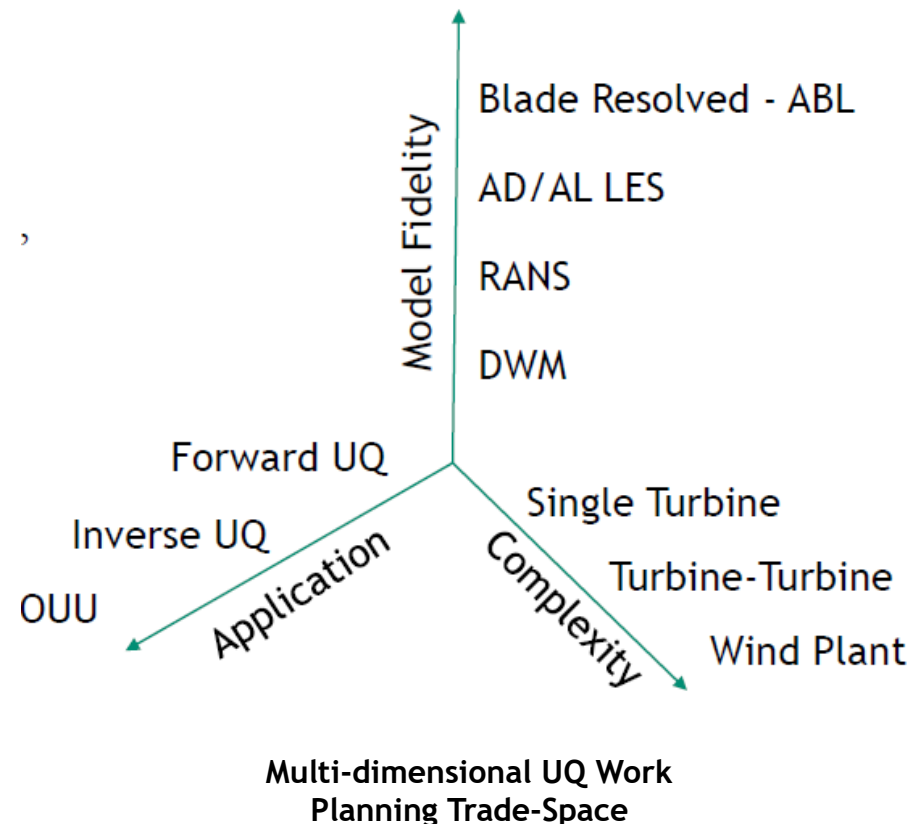 Model Fidelity
Blade Resolved - ABL
AD/AL LES
,
RANS
DWM
Forward UQ
Inverse UQ
OUU
Application
Single Turbine
Turbine-Turbine
Wind Plant
Complexity
Multi-dimensional UQ Work
Planning Trade-Space